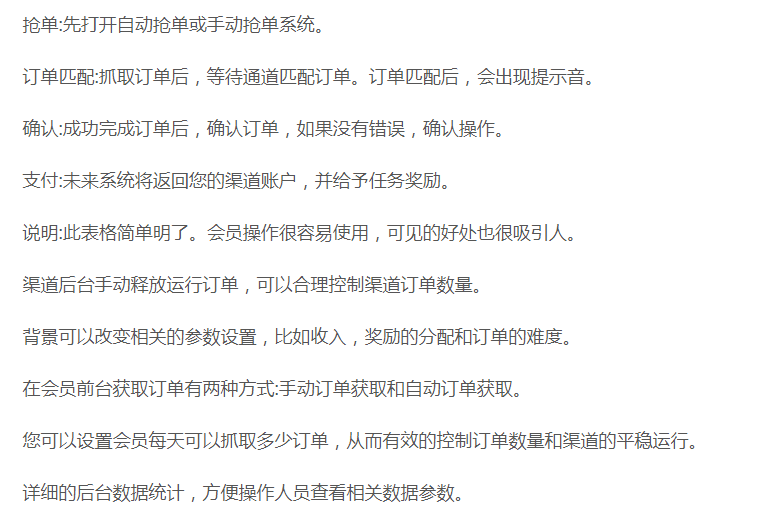 抢单:先打开自动抢单或手动抢单系统。
订单匹配:抓取订单后，等待通道匹配订单。订单匹配后，会出现提示音。
确认:成功完成订单后，确认订单，如果没有错误，确认操作。
支付:未来系统将返回您的渠道账户，并给予任务奖励。
说明:此表格简单明了。会员操作很容易使用，可见的好处也很吸引人。
渠道后台手动释放运行订单，可以合理控制渠道订单数量。
背景可以改变相关的参数设置，比如收入，奖励的分配和订单的难度。
在会员前台获取订单有两种方式:手动订单获取和自动订单获取。
您可以设置会员每天可以抓取多少订单，从而有效的控制订单数量和渠道的平稳运行。
详细的后台数据统计，方便操作人员查看相关数据参数。